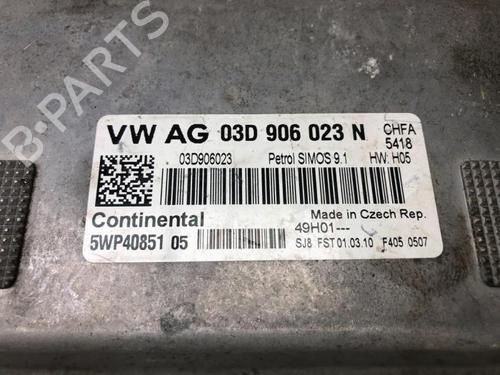 VW AG 03D 906 023 N CHFA
5418
03D906023 Petrol SIMOS 9.1 HW: H05
Continental Made in Czech Rep.
5WP40851 05 49H01---
SJ8 FST 01.03.10 F405 0507
B-PARTS